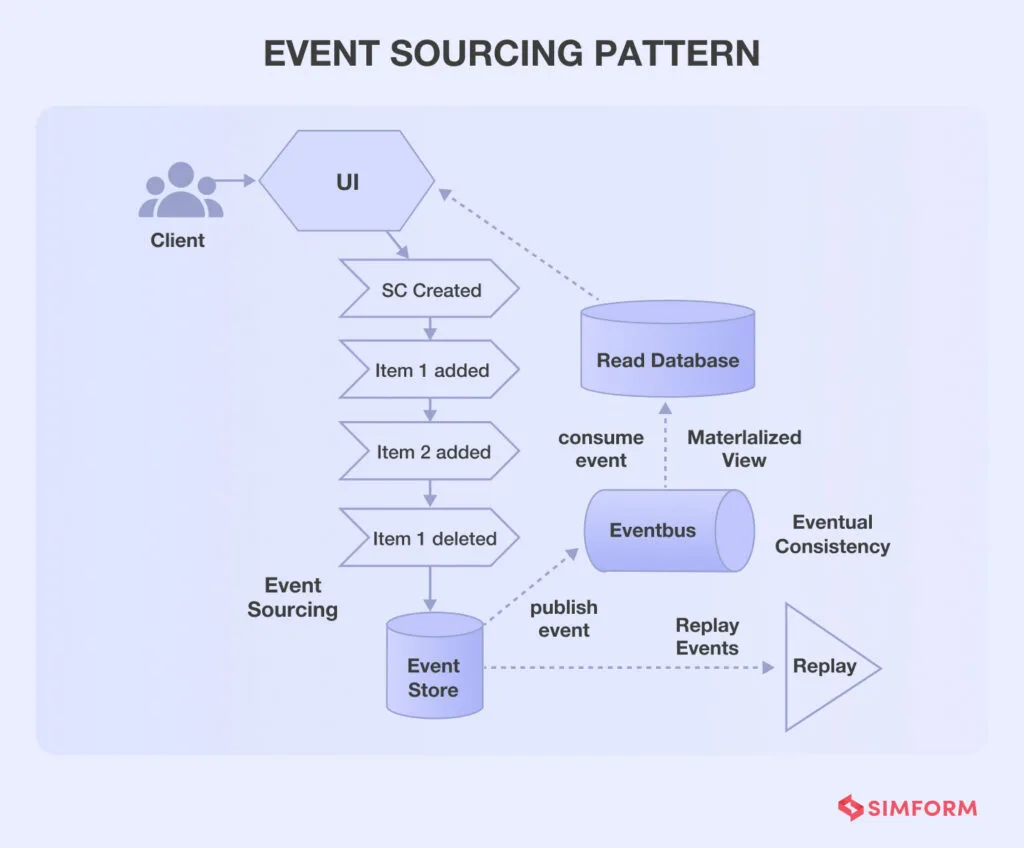 EVENT SOURCING PATTERN
UI
Client
SC Created
Item 1 added
Read Database
Item 2 added
consume
event
Materlalized
View
Item 1 deleted
Eventbus
Eventual
Consistency
Event
Sourcing
publish
event
Replay
Events
Event
Store
Replay
SIMFORM